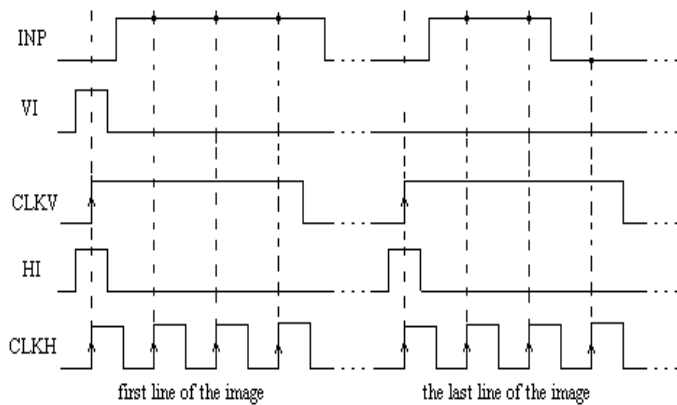 INP
VI
CLKV
HI
CLKH
first line of the image
the last line of the image